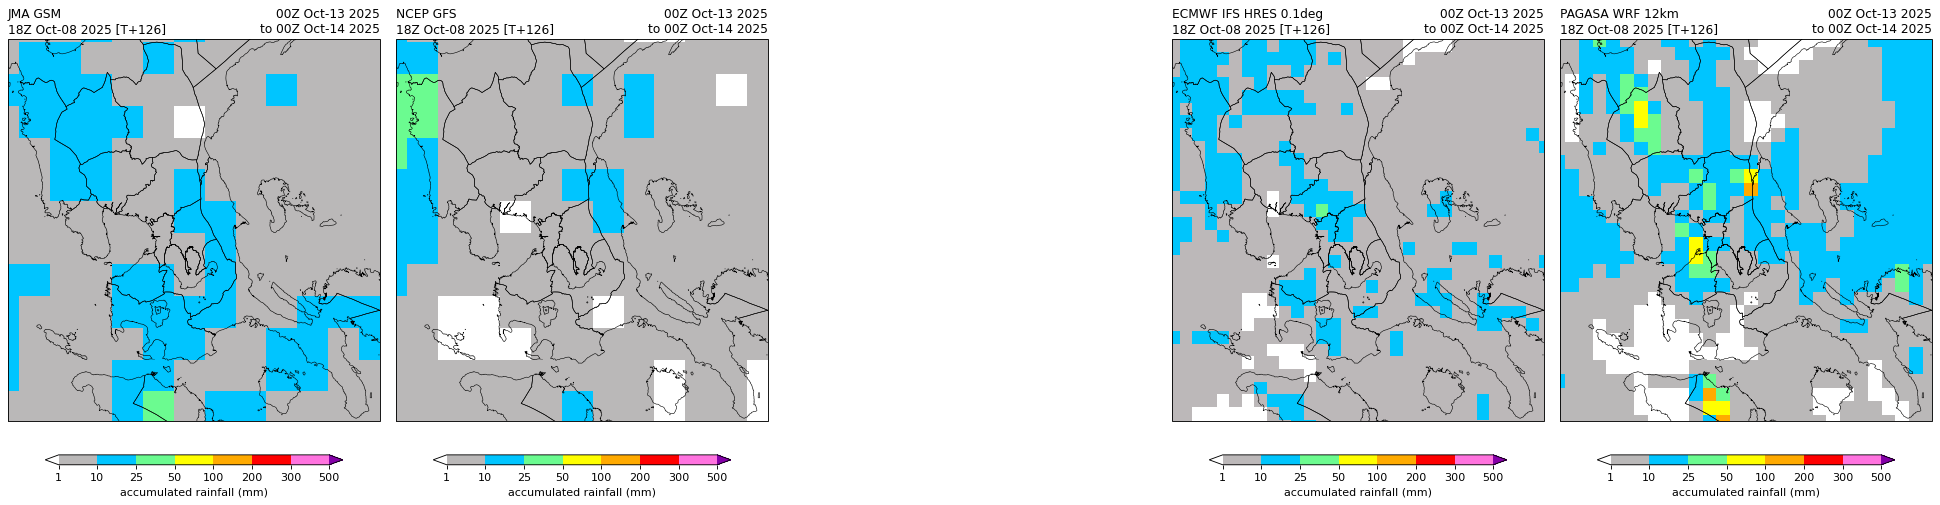 JMA GSM 00Z Oct-13 2025
18Z Oct-08 2025 [T+126] to 00Z Oct-14 2025
1 10 25 50 100 200 300 500
accumulated rainfall (mm)
NCEP GFS 00Z Oct-13 2025
18Z Oct-08 2025 [T+126] to 00Z Oct-14 2025
1 10 25 50 100 200 300 500
accumulated rainfall (mm)
ECMWF IFS HRES 0.1deg 00Z Oct-13 2025
18Z Oct-08 2025 [T+126] to 00Z Oct-14 2025
1 10 25 50 100 200 300 500
accumulated rainfall (mm)
PAGASA WRF 12km 00Z Oct-13 2025
18Z Oct-08 2025 [T+126] to 00Z Oct-14 2025
1 10 25 50 100 200 300 500
accumulated rainfall (mm)